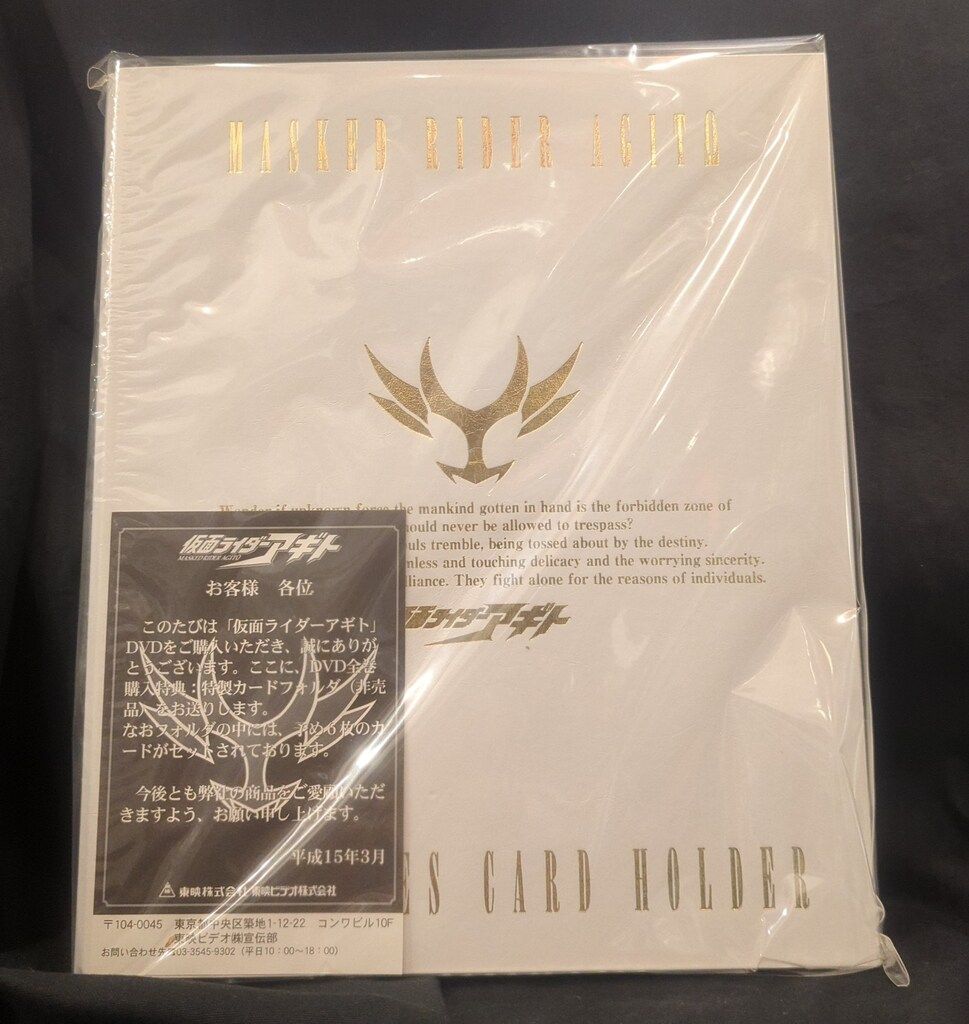 MASKED RIDER AGITΩ
the mankind gotten in hand is the forbidden zone of
ould never be allowed to trespass?
uls tremble, being tossed about by the destiny.
nless and touching delicacy and the worrying sincerity.
lliance. They fight alone for the reasons of individuals.
面ライダーアギト
ES CARD HOLDER
仮面ライダーアギト
MASKED RIDER AGITO
お客様 各位
このたびは「仮面ライダーアギト」
DVDをご購入いただき、誠にありが
とうございます。ここに、DVD全巻
購入特典:特製カードフォルダ(非売
品)をお送りします。
なおフォルダの中には、予め6枚のカ
ードがセットされております。
今後とも弊社の商品をご愛顧いただ
きますよう、お願い申し上げます。
平成15年3月
東映株式会社 東映ビデオ株式会社
〒104-0045 東京都中央区築地1-12-22 コンワビル10F
東映ビデオ㈱宣伝部
お問い合わせ先☎03-3545-9302(平日10:00〜18:00)